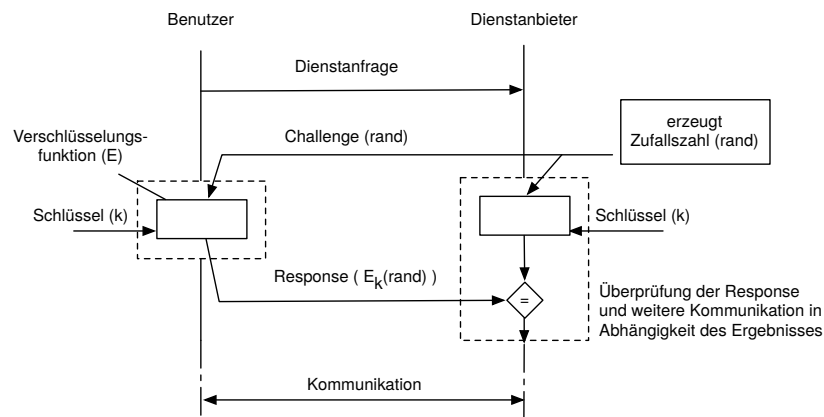 Benutzer
Dienstanbieter
Dienstanfrage
erzeugt
Zufallszahl (rand)
Verschlüsselungs-
funktion (E)
Challenge (rand)
Schlüssel (k)
Schlüssel (k)
Response ( E_k(rand) )
=
Überprüfung der Response
und weitere Kommunikation in
Abhängigkeit des Ergebnisses
Kommunikation